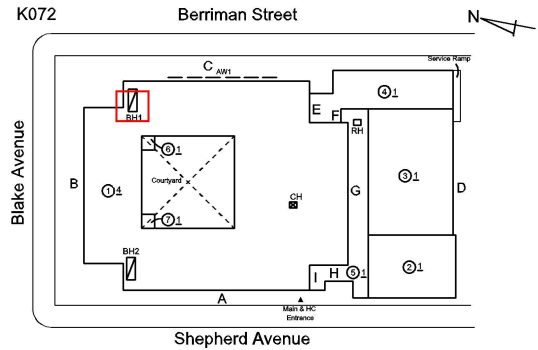 K072
Berriman Street
N
Service Ramp
C
AW1
4 1
E
F
BH1
RH
6 1
Blake Avenue
B
1 4
Courtyard
3 1
D
G
CH
7 1
BH2
2 1
I
H
5 1
A
Main & HC
Entrance
Shepherd Avenue